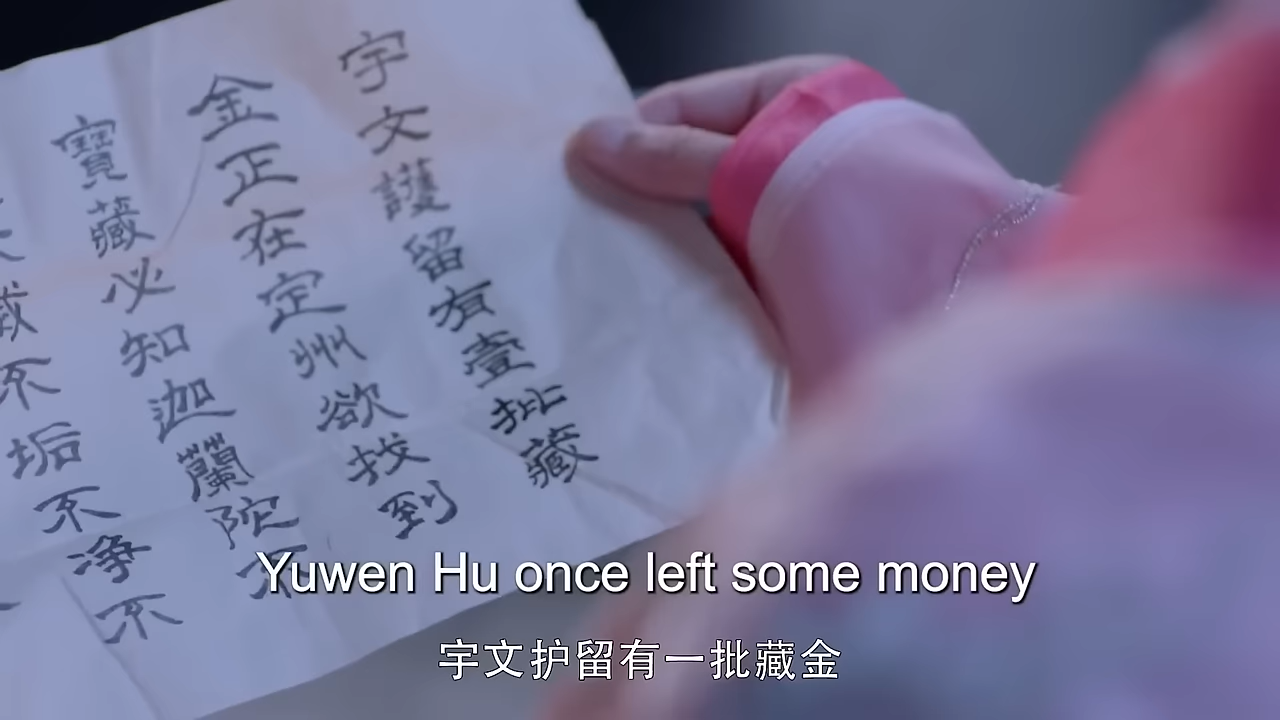 宇文護留有壹批藏
金正在定州欲找到
寶藏必知迦蘭陀不
滅不垢不淨不
Yuwen Hu once left some money
宇文护留有一批藏金